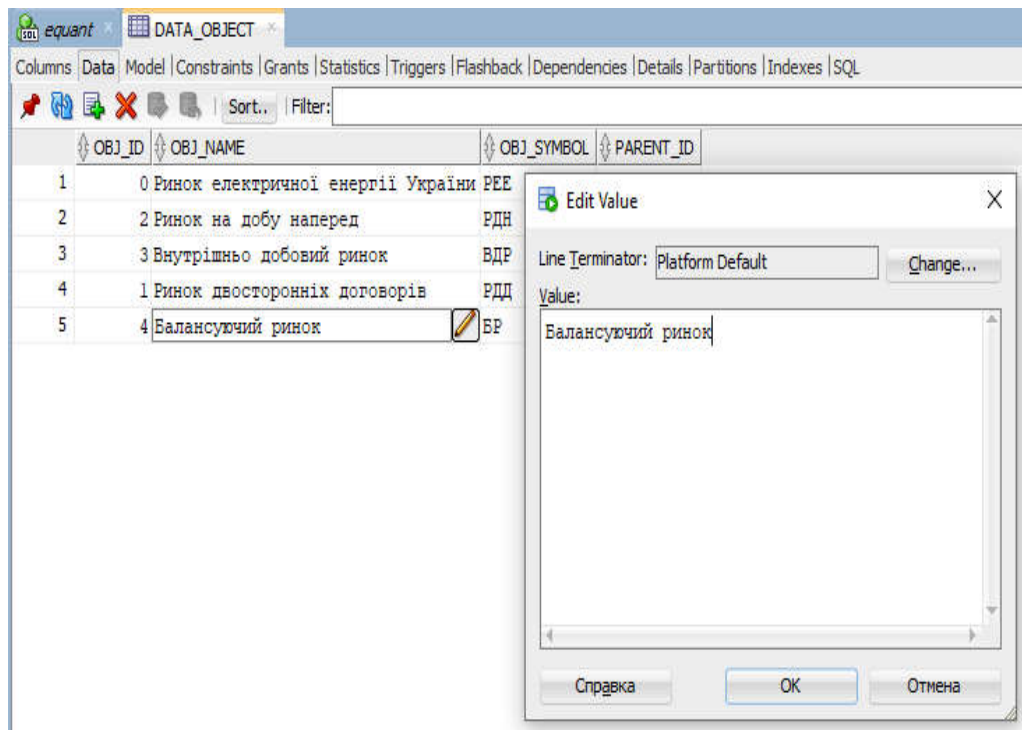 equant DATA_OBJECT
Columns Data Model Constraints Grants Statistics Triggers Flashback Dependencies Details Partitions Indexes SQL
Sort.. Filter:
OBJ_ID OBJ_NAME OBJ_SYMBOL PARENT_ID
1 0 Ринок електричної енергії України РЕЕ
2 2 Ринок на добу наперед РДН
3 3 Внутрішньо добовий ринок ВДР
4 1 Ринок двосторонніх договорів РДД
5 4 Балансуючий ринок БР
Edit Value
Line Terminator: Platform Default Change...
Value:
Балансуючий ринок
Справка OK Отмена